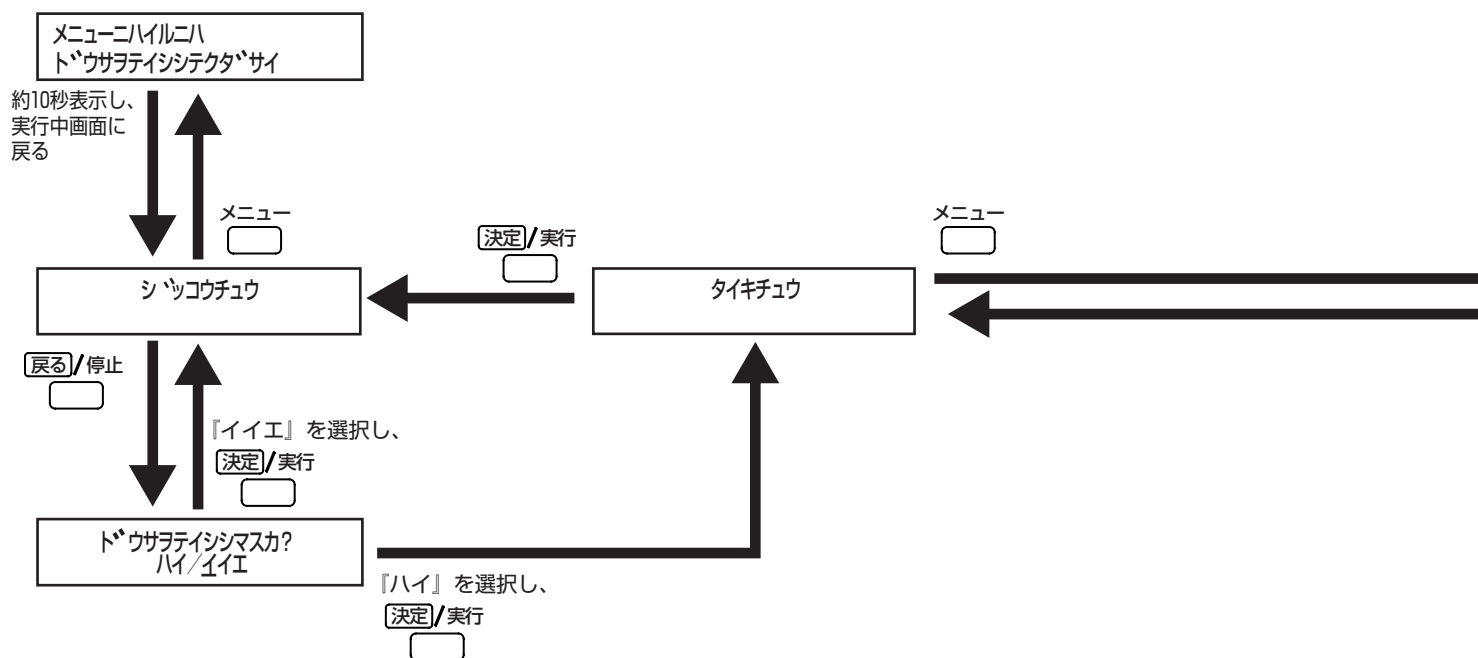 メニューニハイルニハ
ドウサヲテイシシテクダサイ
約10秒表示し、
実行中画面に
戻る
メニュー
決定/実行
メニュー
ジッコウチュウ
タイキチュウ
戻る/停止
『イイエ』を選択し、
決定/実行
ドウサヲテイシシマスカ?
ハイ/イイエ
『ハイ』を選択し、
決定/実行